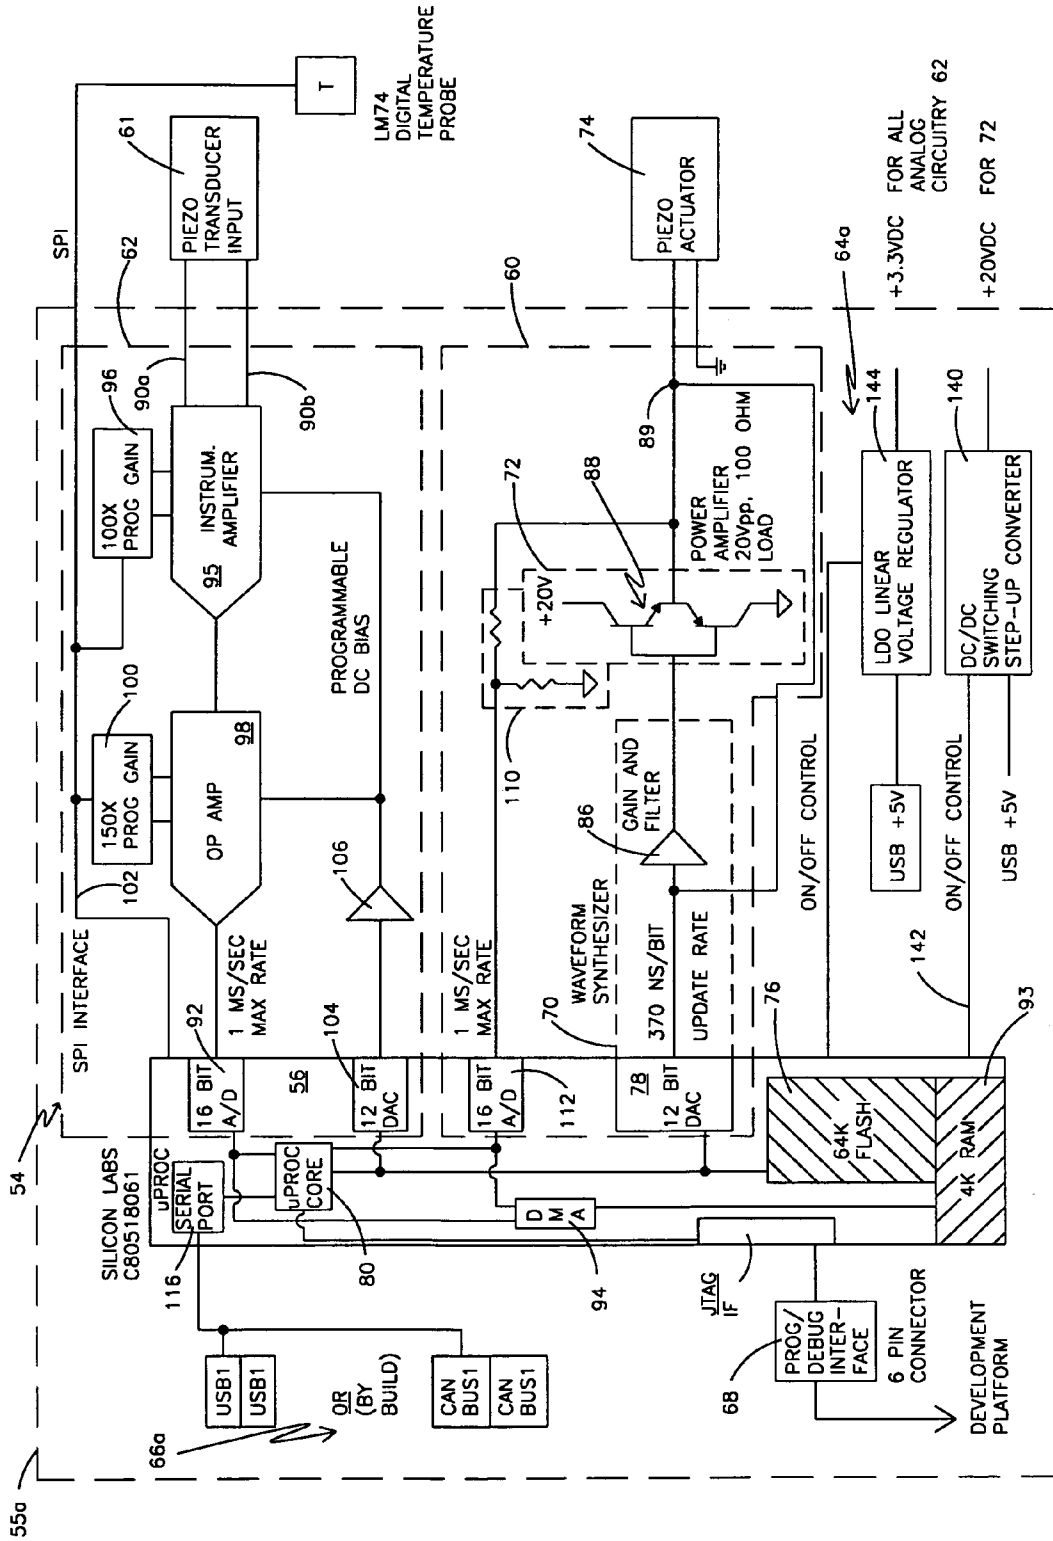 55a
54
SILICON LABS
C80518061
uPROC
116
SERIAL
PORT
uPROC
CORE
80
56
16 BIT
A/D
92
12 BIT
DAC
104
16 BIT
A/D
112
78
12 BIT
DAC
76
64K
FLASH
93
4K RAM
D
M
A
94
JTAG
IF
68
PROG/
DEBUG
INTER-
FACE
6 PIN
CONNECTOR
DEVELOPMENT
PLATFORM
USB1
USB1
66a
OR
(BY
BUILD)
CAN
BUS1
CAN
BUS1
SPI INTERFACE
102
1 MS/SEC
MAX RATE
150X
PROG GAIN
100
OP AMP
98
106
100X
PROG GAIN
96
INSTRUM.
AMPLIFIER
95
PROGRAMMABLE
DC BIAS
90a
90b
62
SPI
61
PIEZO
TRANSDUCER
INPUT
T
LM74
DIGITAL
TEMPERATURE
PROBE
60
1 MS/SEC
MAX RATE
WAVEFORM
SYNTHESIZER
70
370 NS/BIT
UPDATE RATE
GAIN AND
FILTER
86
110
+20V
72
88
89
POWER
AMPLIFIER
20Vpp, 100 OHM
LOAD
74
PIEZO
ACTUATOR
ON/OFF CONTROL
USB +5V
LDO LINEAR
VOLTAGE REGULATOR
144
64a
+3.3VDC FOR ALL
ANALOG
CIRCUITRY 62
142
ON/OFF CONTROL
USB +5V
DC/DC
SWITCHING
STEP-UP CONVERTER
140
+20VDC FOR 72